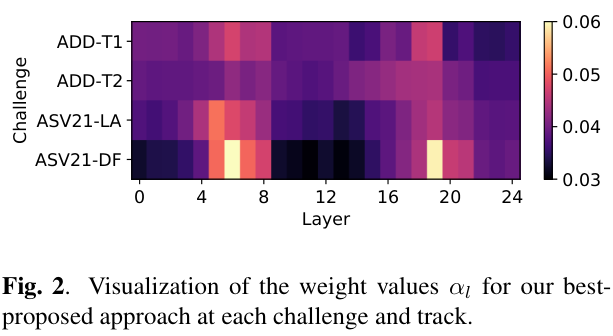 0.06
ADD-T1
0.05
ADD-T2
Challenge
ASV21-LA
0.04
ASV21-DF
0.03
0 4 8 12 16 20 24
Layer
Fig. 2. Visualization of the weight values αl for our best-
proposed approach at each challenge and track.